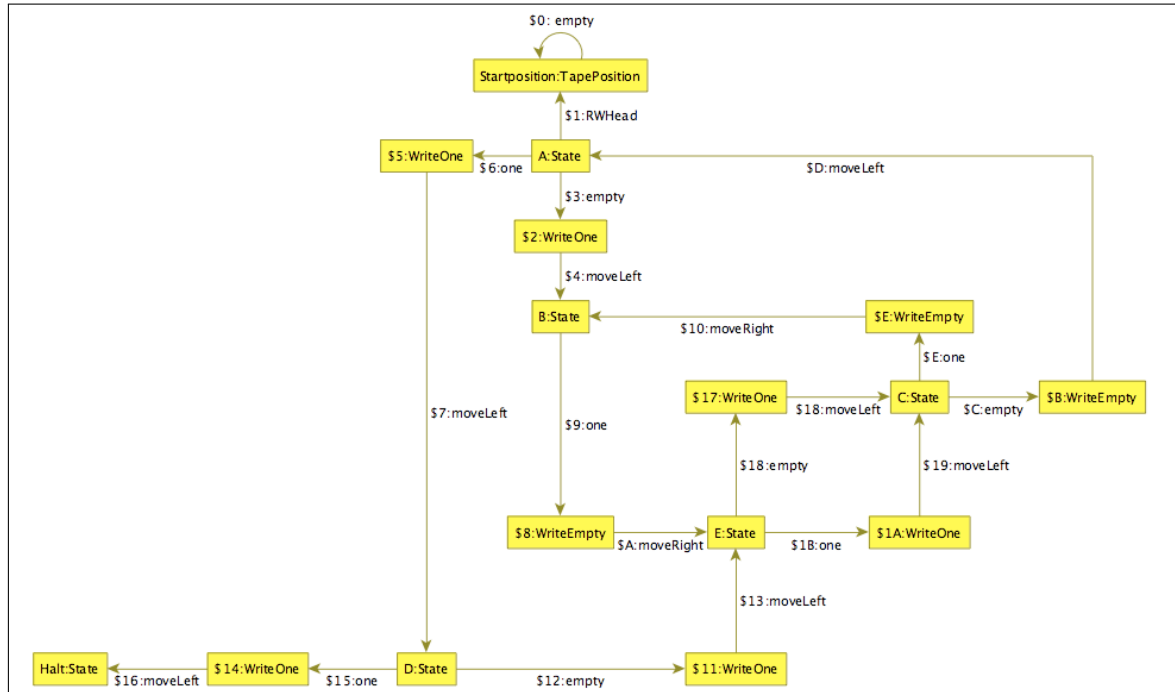 $0: empty
Startposition:TapePosition
$1:RWHead
$5:WriteOne
$6:one
A:State
$D:moveLeft
$3:empty
$2:WriteOne
$4:moveLeft
B:State
$10:moveRight
$E:WriteEmpty
$E:one
$7:moveLeft
$9:one
$17:WriteOne
$18:moveLeft
C:State
$C:empty
$B:WriteEmpty
$18:empty
$19:moveLeft
$8:WriteEmpty
$A:moveRight
E:State
$1B:one
$1A:WriteOne
$13:moveLeft
Halt:State
$16:moveLeft
$14:WriteOne
$15:one
D:State
$12:empty
$11:WriteOne